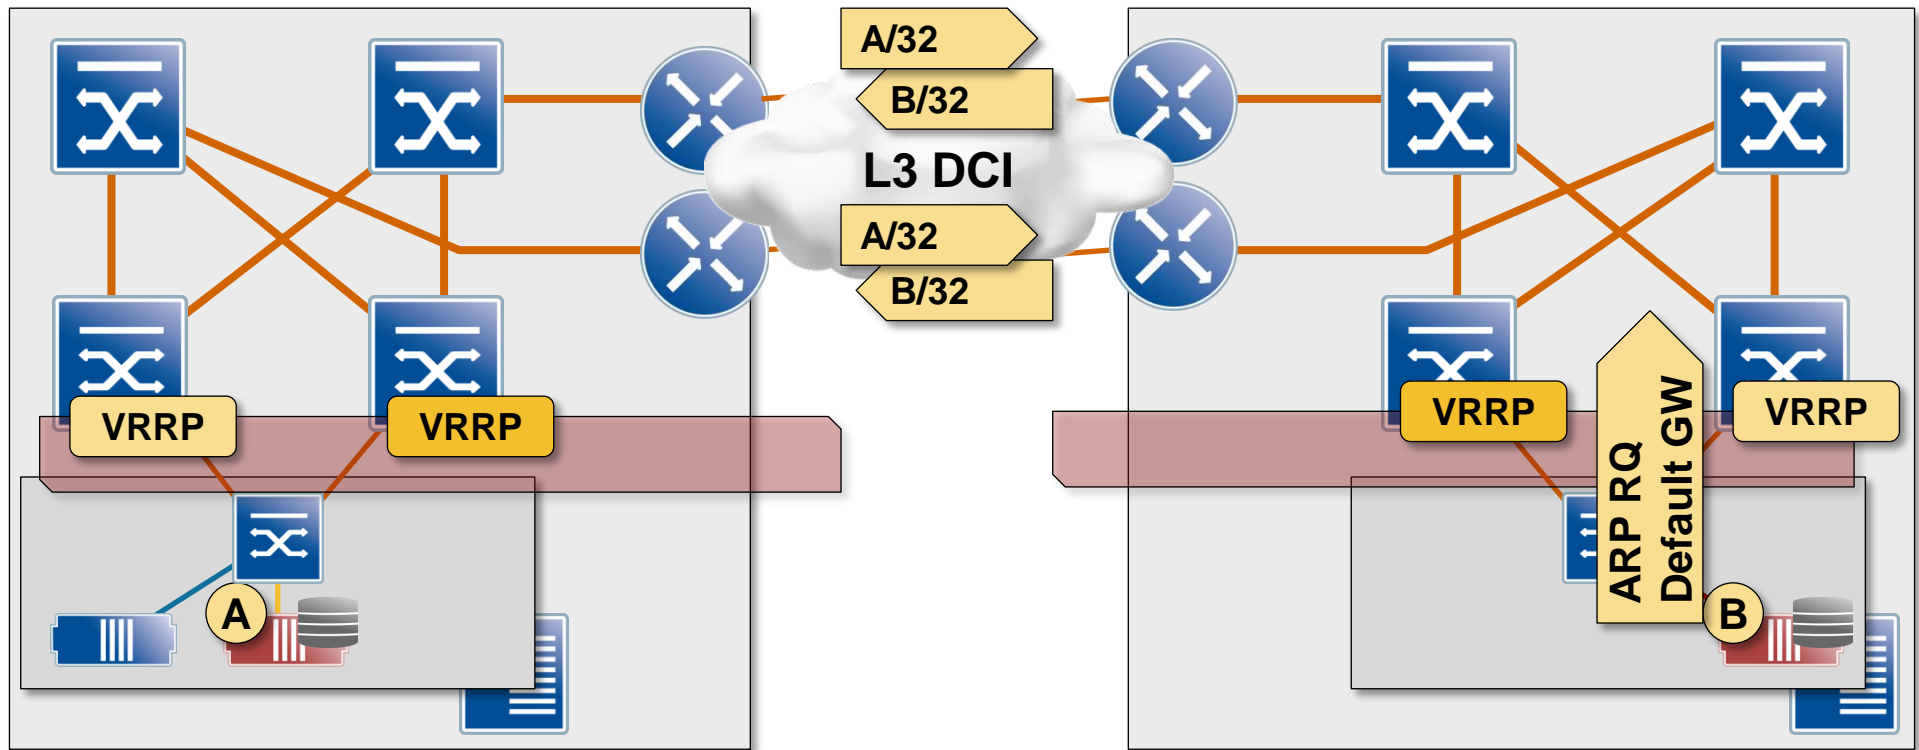 A/32
B/32
L3 DCI
A/32
B/32
VRRP
VRRP
VRRP
VRRP
ARP RQ
Default GW
A
B